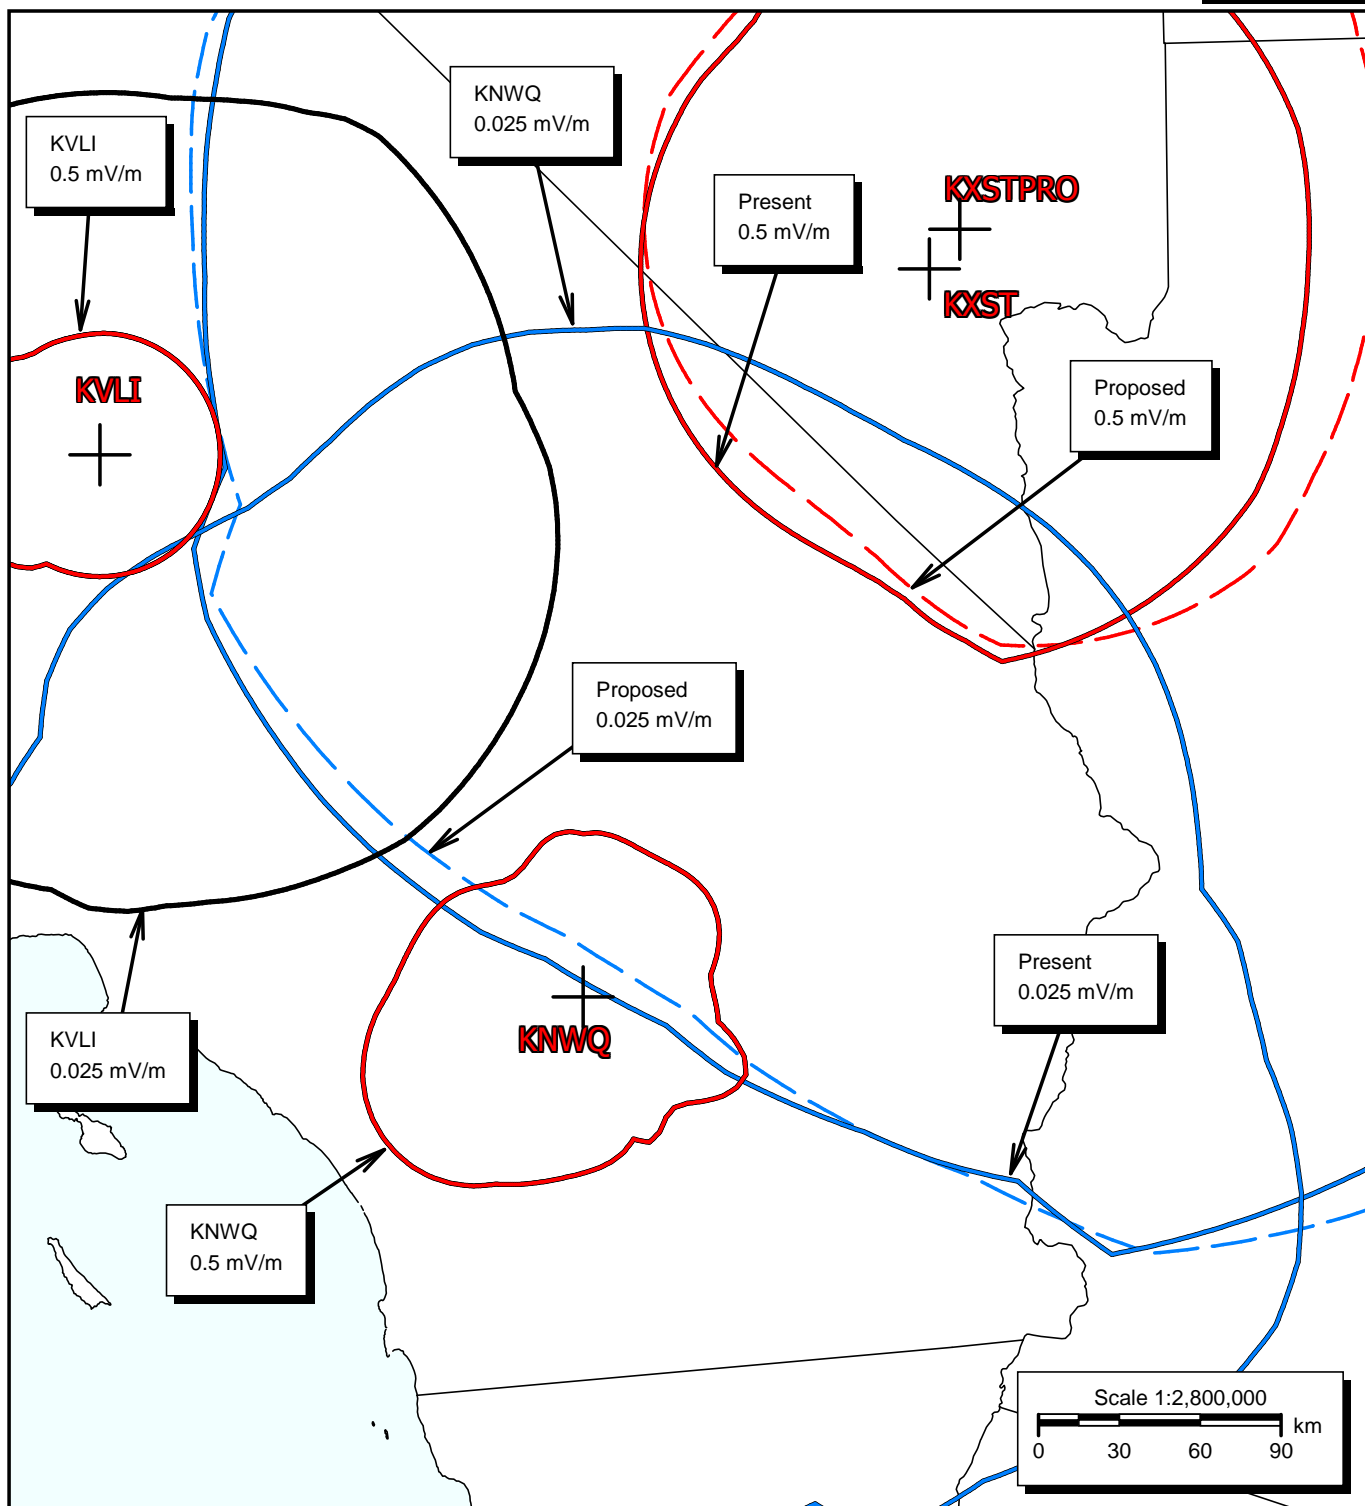 KNWQ
0.025 mV/m
KVLI
0.5 mV/m
KXSTPRO
Present
0.5 mV/m
KXST
KVLI
Proposed
0.5 mV/m
Proposed
0.025 mV/m
Present
0.025 mV/m
KNWQ
KVLI
0.025 mV/m
KNWQ
0.5 mV/m
Scale 1:2,800,000
km
0 30 60 90